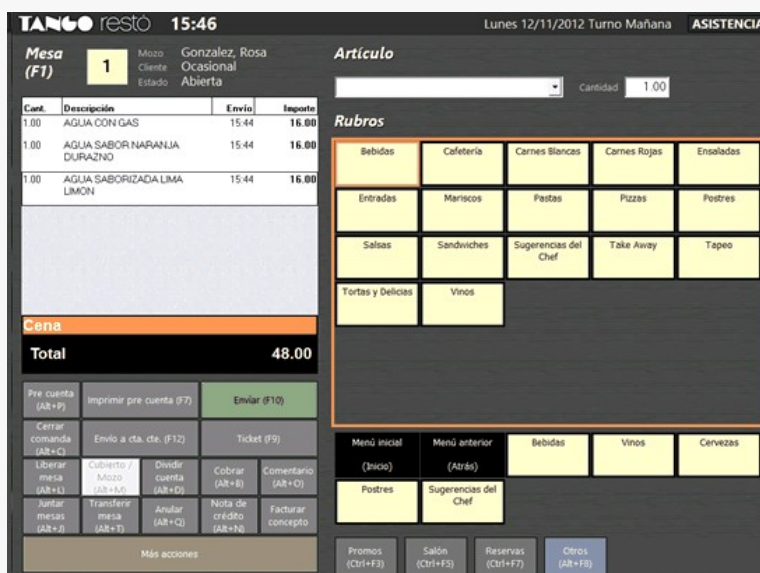 TANGO restó 15:46 Lunes 12/11/2012 Turno Mañana ASISTENCIA
Mesa
(F1)
1
Mozo Gonzalez, Rosa
Cliente Ocasional
Estado Abierta
Cant. Descripción Envío Importe
1.00 AGUA CON GAS 15:44 16.00
1.00 AGUA SABOR NARANJA 15:44 16.00
DURAZNO
1.00 AGUA SABORIZADA LIMA 15:44 16.00
LIMON
Cena
Total 48.00
Pre cuenta
(Alt+P)
Imprimir pre cuenta (F7)
Envíar (F10)
Cerrar
comanda
(Alt+C)
Envío a cta. cte. (F12)
Ticket (F9)
Liberar
mesa
(Alt+L)
Cubierto /
Mozo
(Alt+M)
Dividir
cuenta
(Alt+D)
Cobrar
(Alt+B)
Comentario
(Alt+O)
Juntar
mesas
(Alt+J)
Transferir
mesa
(Alt+T)
Anular
(Alt+Q)
Nota de
crédito
(Alt+N)
Facturar
concepto
Más acciones
Artículo
Cantidad 1.00
Rubros
Bebidas Cafetería Carnes Blancas Carnes Rojas Ensaladas
Entradas Mariscos Pastas Pizzas Postres
Salsas Sandwiches Sugerencias del Take Away Tapeo
Chef
Tortas y Delicias Vinos
Menú inicial Menú anterior Bebidas Vinos Cervezas
(Inicio) (Atrás)
Postres Sugerencias del
Chef
Promos Salón Reservas Otros
(Ctrl+F3) (Ctrl+F5) (Ctrl+F7) (Alt+F8)